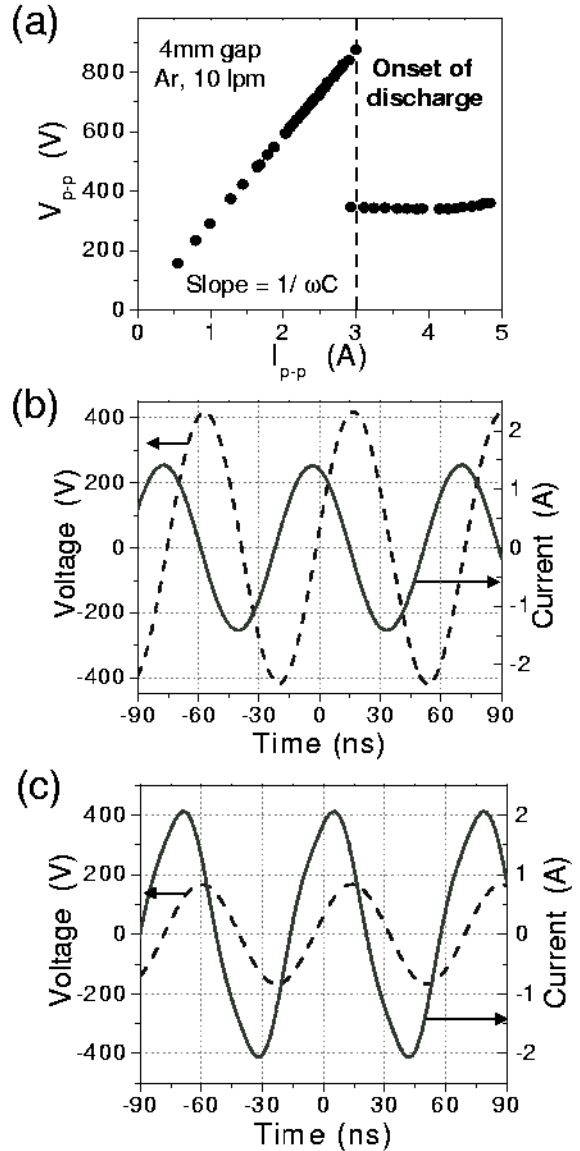 (a)
4mm gap
Ar, 10 lpm
Onset of
discharge
Slope = 1/ ωC
V p-p (V)
800
600
400
200
0
0 1 2 3 4 5
I p-p (A)
(b)
Voltage (V)
400
200
0
-200
-400
Current (A)
2
1
0
-1
-2
-90 -60 -30 0 30 60 90
Time (ns)
(c)
Voltage (V)
400
200
0
-200
-400
Current (A)
2
1
0
-1
-2
-90 -60 -30 0 30 60 90
Time (ns)